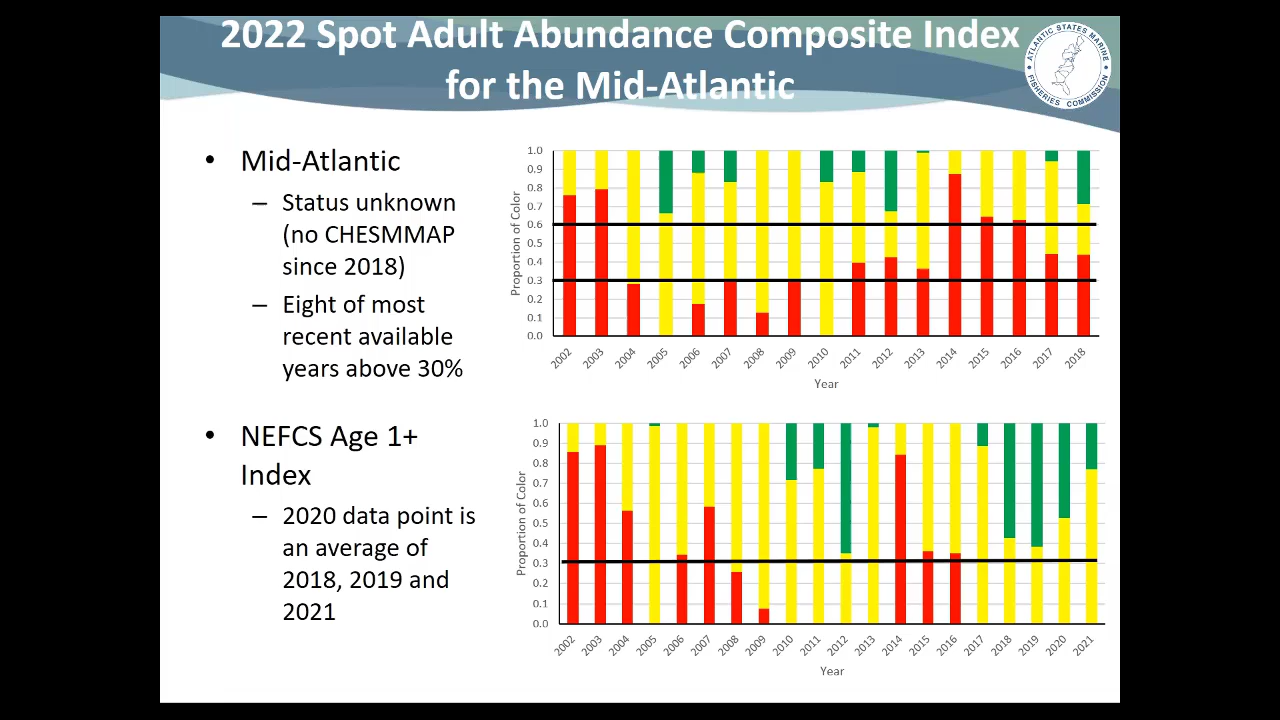 2022 Spot Adult Abundance Composite Index
for the Mid-Atlantic
ATLANTIC STATES MARINE
FISHERIES COMMISSION
• Mid-Atlantic
– Status unknown
(no CHESMMAP
since 2018)
– Eight of most
recent available
years above 30%
• NEFCS Age 1+
Index
– 2020 data point is
an average of
2018, 2019 and
2021
Proportion of Color
1.0
0.9
0.8
0.7
0.6
0.5
0.4
0.3
0.2
0.1
0.0
2002 2003 2004 2005 2006 2007 2008 2009 2010 2011 2012 2013 2014 2015 2016 2017 2018
Year
Proportion of Color
1.0
0.9
0.8
0.7
0.6
0.5
0.4
0.3
0.2
0.1
0.0
2002 2003 2004 2005 2006 2007 2008 2009 2010 2011 2012 2013 2014 2015 2016 2017 2018 2019 2020 2021
Year